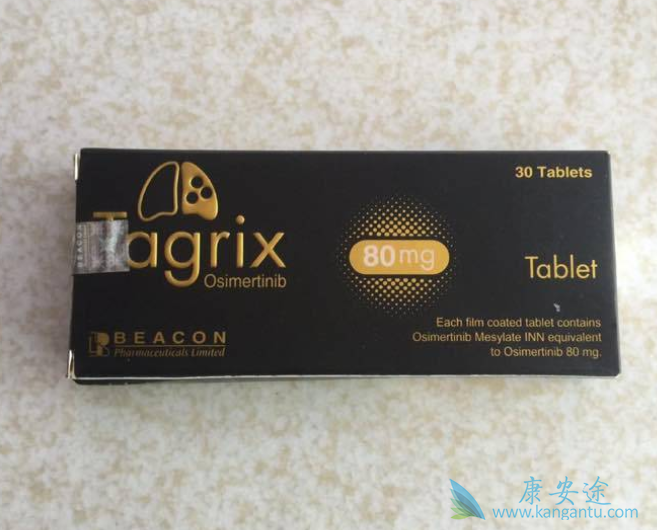 30 Tablets
Tagrix
Osimertinib
80mg
Tablet
BEACON
Pharmaceuticals Limited
Each film coated tablet contains
Osimertinib Mesylate INN equivalent
to Osimertinib 80 mg.
BEACON
康安途
www.kangantu.com